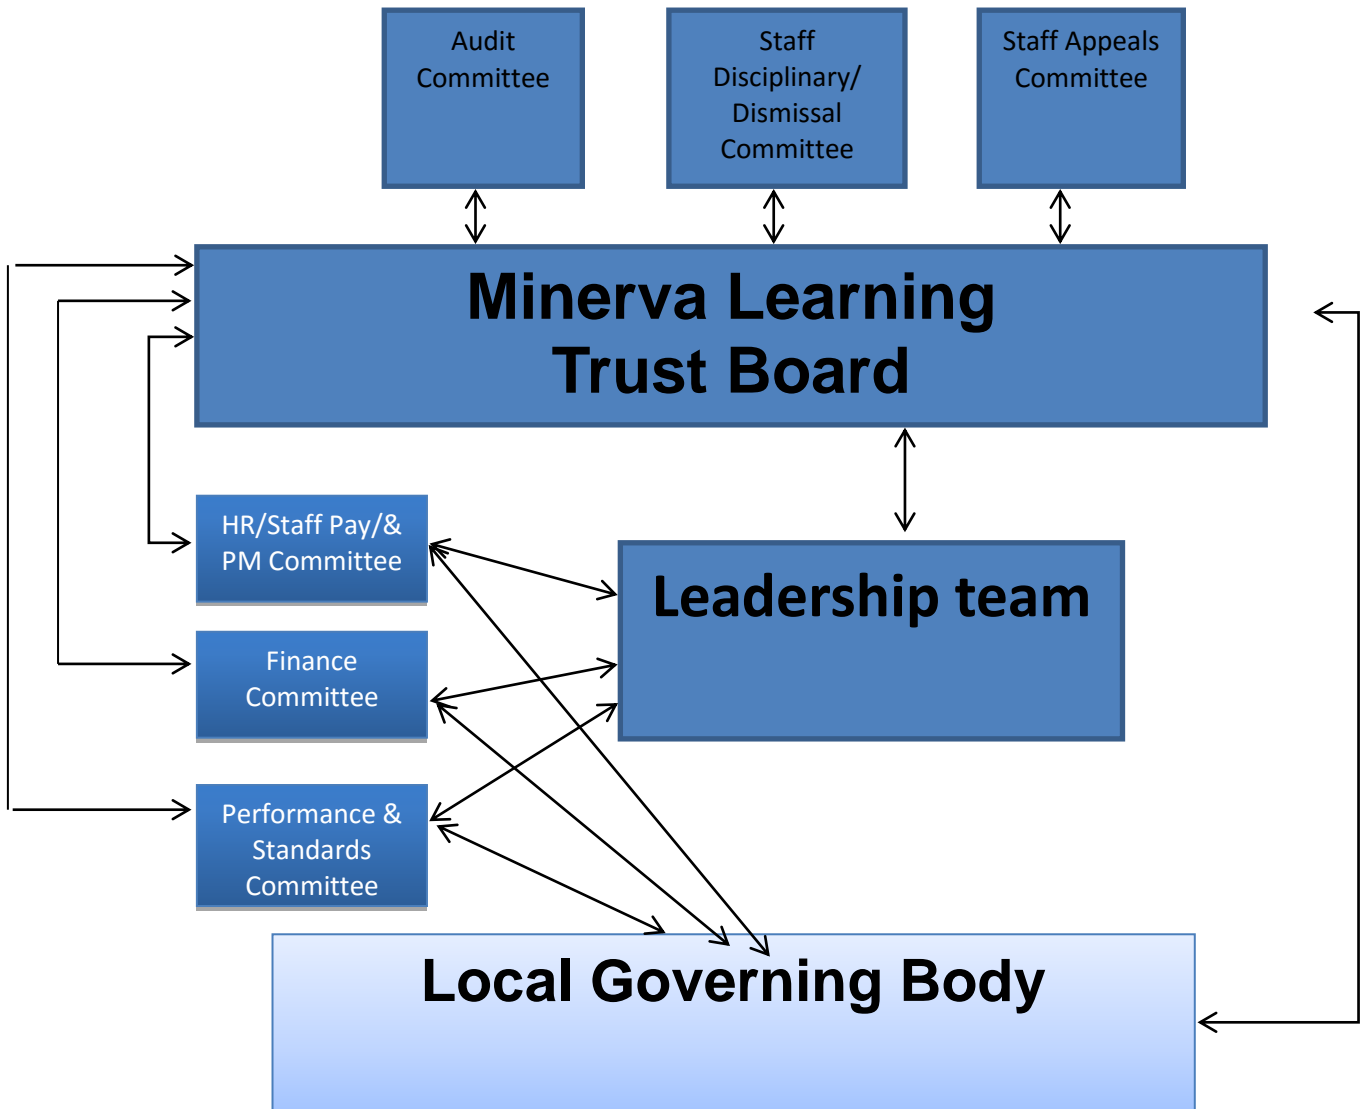 Audit
Committee
Staff
Disciplinary/
Dismissal
Committee
Staff Appeals
Committee
Minerva Learning
Trust Board
HR/Staff Pay/&
PM Committee
Leadership team
Finance
Committee
Performance &
Standards
Committee
Local Governing Body